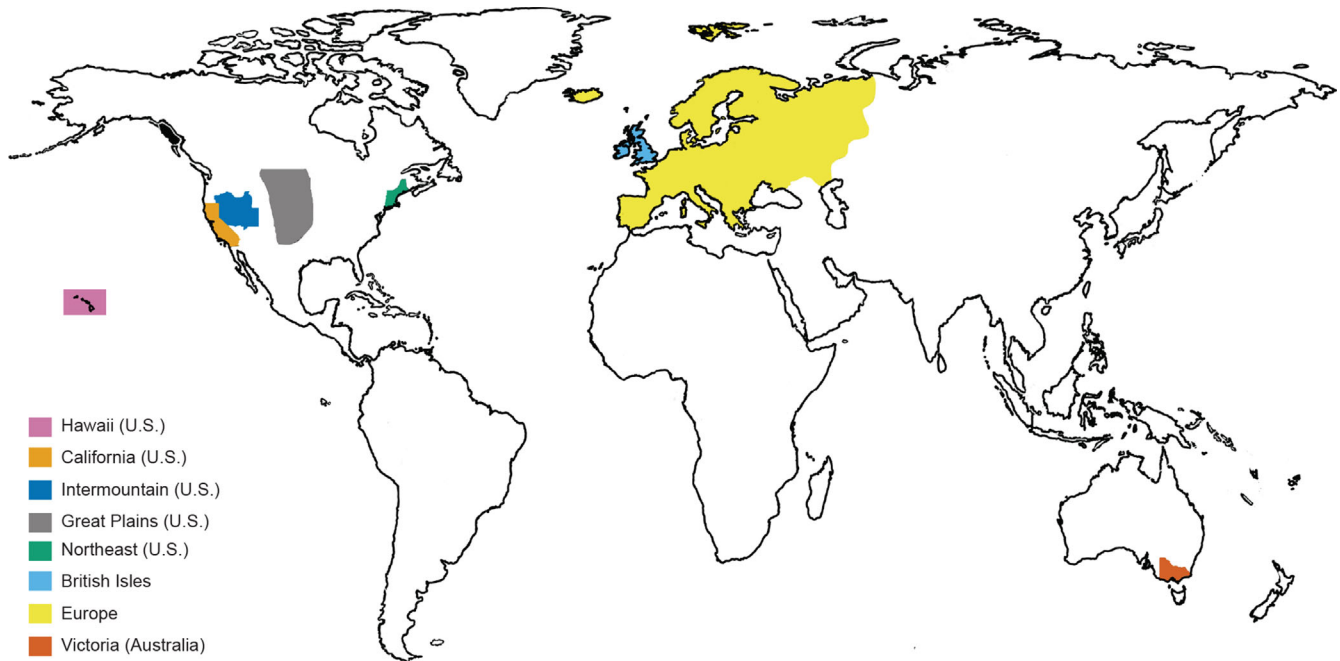 Hawaii (U.S.)
California (U.S.)
Intermountain (U.S.)
Great Plains (U.S.)
Northeast (U.S.)
British Isles
Europe
Victoria (Australia)